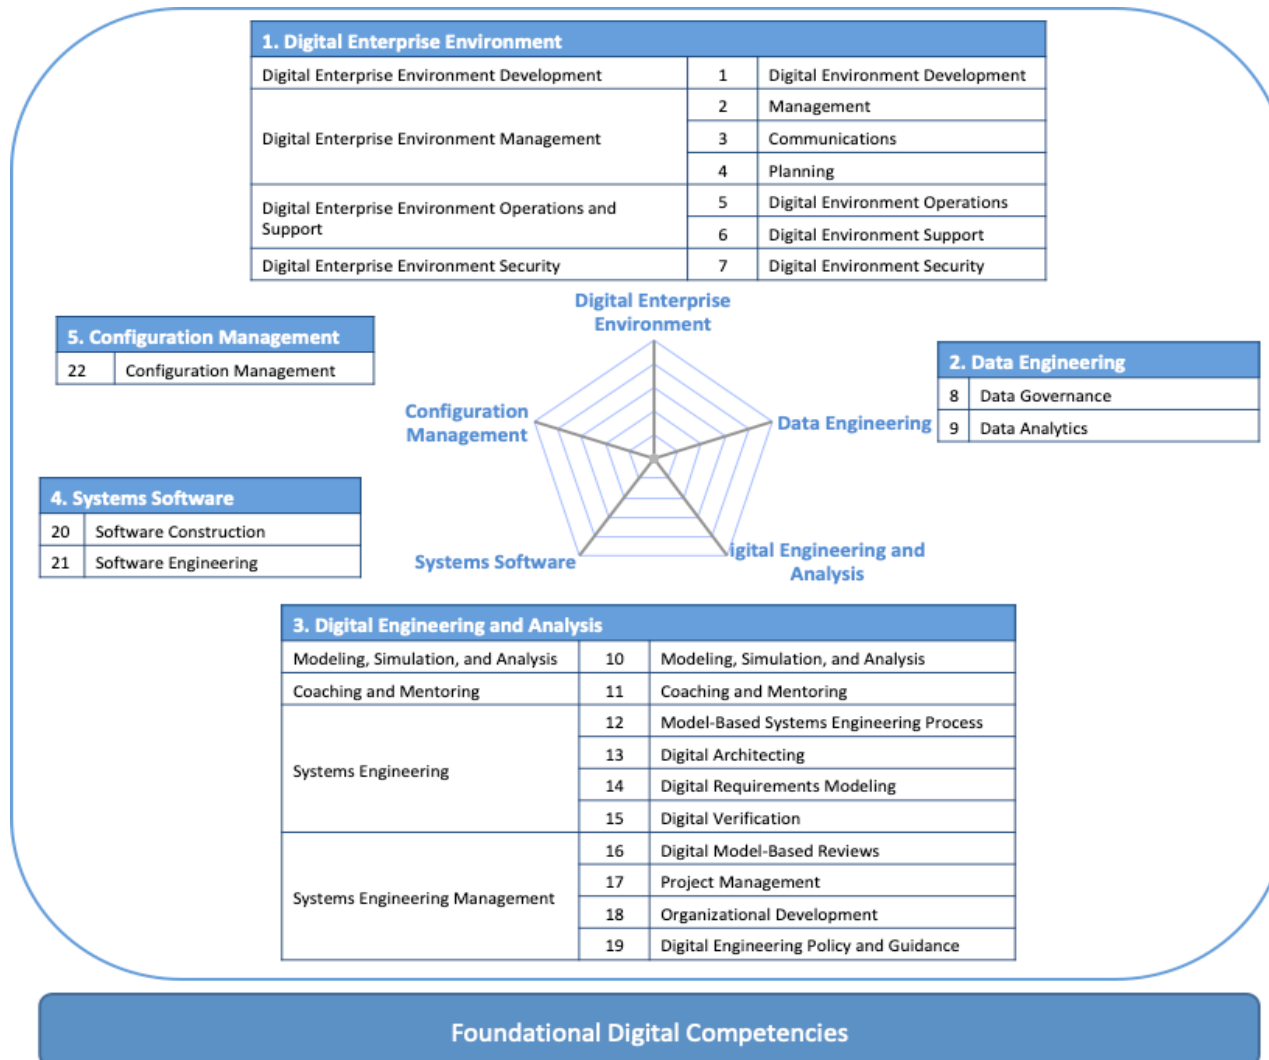 1. Digital Enterprise Environment
Digital Enterprise Environment Development 1 Digital Environment Development
Digital Enterprise Environment Management
2 Management
3 Communications
4 Planning
Digital Enterprise Environment Operations and
Support
5 Digital Environment Operations
6 Digital Environment Support
Digital Enterprise Environment Security 7 Digital Environment Security
Digital Enterprise
Environment
5. Configuration Management
22 Configuration Management
2. Data Engineering
8 Data Governance
9 Data Analytics
Configuration
Management
Data Engineering
4. Systems Software
20 Software Construction
21 Software Engineering
Systems Software
igital Engineering and
Analysis
3. Digital Engineering and Analysis
Modeling, Simulation, and Analysis 10 Modeling, Simulation, and Analysis
Coaching and Mentoring 11 Coaching and Mentoring
Systems Engineering
12 Model-Based Systems Engineering Process
13 Digital Architecting
14 Digital Requirements Modeling
15 Digital Verification
Systems Engineering Management
16 Digital Model-Based Reviews
17 Project Management
18 Organizational Development
19 Digital Engineering Policy and Guidance
Foundational Digital Competencies